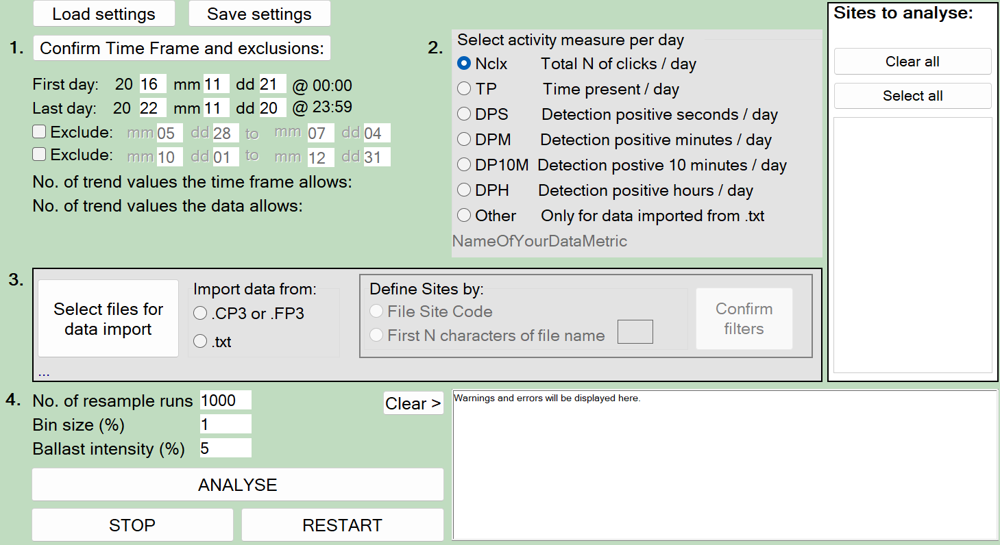 Load settings Save settings
1. Confirm Time Frame and exclusions:
First day: 20 16 mm 11 dd 21 @ 00:00
Last day: 20 22 mm 11 dd 20 @ 23:59
Exclude: mm 05 dd 28 to mm 07 dd 04
Exclude: mm 10 dd 01 to mm 12 dd 31
No. of trend values the time frame allows:
No. of trend values the data allows:
2. Select activity measure per day
Nclx Total N of clicks / day
TP Time present / day
DPS Detection positive seconds / day
DPM Detection positive minutes / day
DP10M Detection postive 10 minutes / day
DPH Detection positive hours / day
Other Only for data imported from .txt
NameOfYourDataMetric
Sites to analyse:
Clear all
Select all
3.
Select files for
data import
...
Import data from:
.CP3 or .FP3
.txt
Define Sites by:
File Site Code
First N characters of file name
Confirm
filters
4. No. of resample runs 1000
Bin size (%) 1
Ballast intensity (%) 5
Clear >
Warnings and errors will be displayed here.
ANALYSE
STOP RESTART